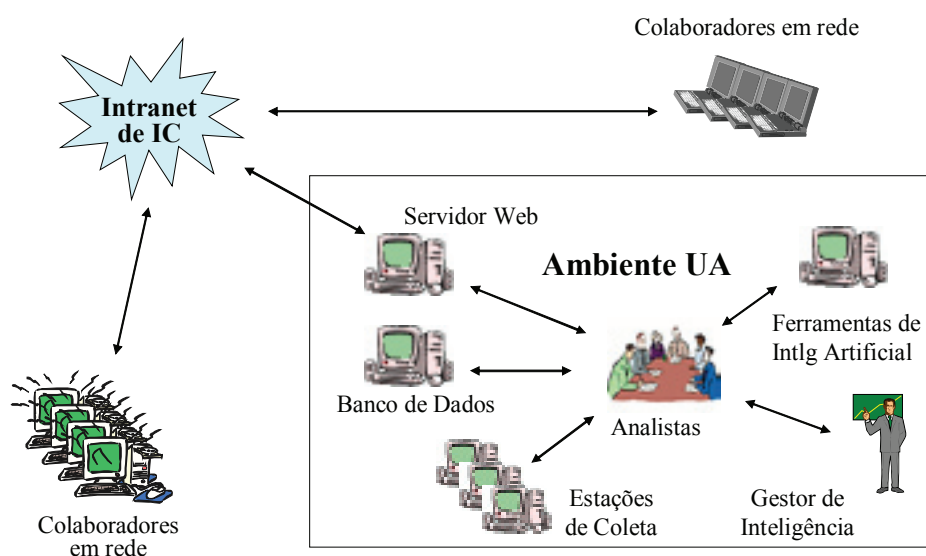 Colaboradores em rede
Intranet
de IC
Servidor Web
Ambiente UA
Ferramentas de
Intlg Artificial
Banco de Dados
Analistas
Estações
de Coleta
Gestor de
Inteligência
Colaboradores
em rede